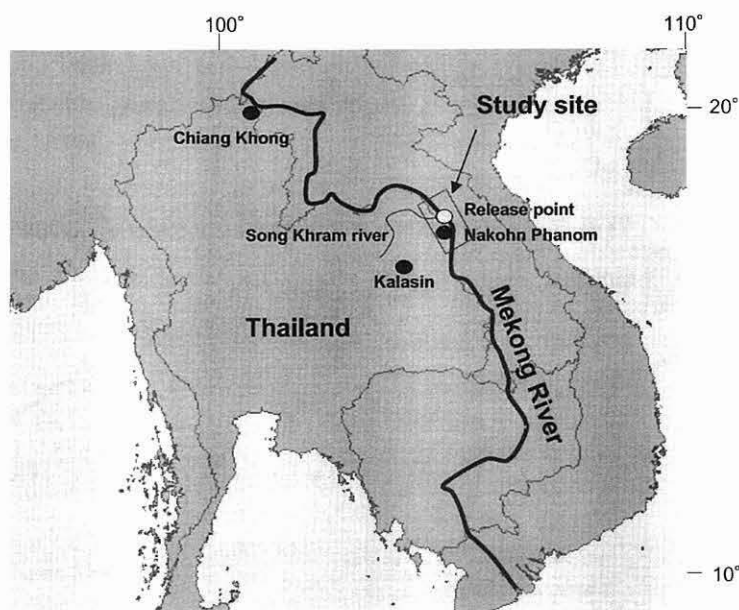 100°
110°
Study site
20°
Chiang Khong
Release point
Song Khram river
Nakohn Phanom
Kalasin
Thailand
Mekong River
10°